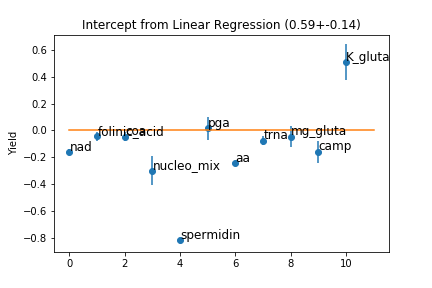 Intercept from Linear Regression (0.59+-0.14)
Yield
0.6
0.4
0.2
0.0
−0.2
−0.4
−0.6
−0.8
K_gluta
pga
folinic_acid
coa
mg_gluta
trna
nad
camp
aa
nucleo_mix
spermidin
0
2
4
6
8
10